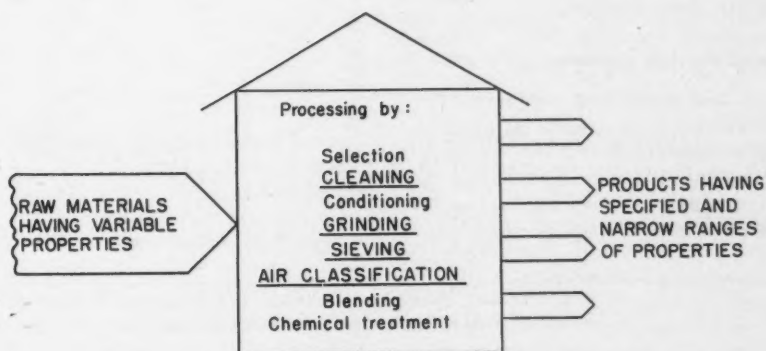 RAW MATERIALS
HAVING VARIABLE
PROPERTIES
Processing by :
Selection
CLEANING
Conditioning
GRINDING
SIEVING
AIR CLASSIFICATION
Blending
Chemical treatment
PRODUCTS HAVING
SPECIFIED AND
NARROW RANGES
OF PROPERTIES